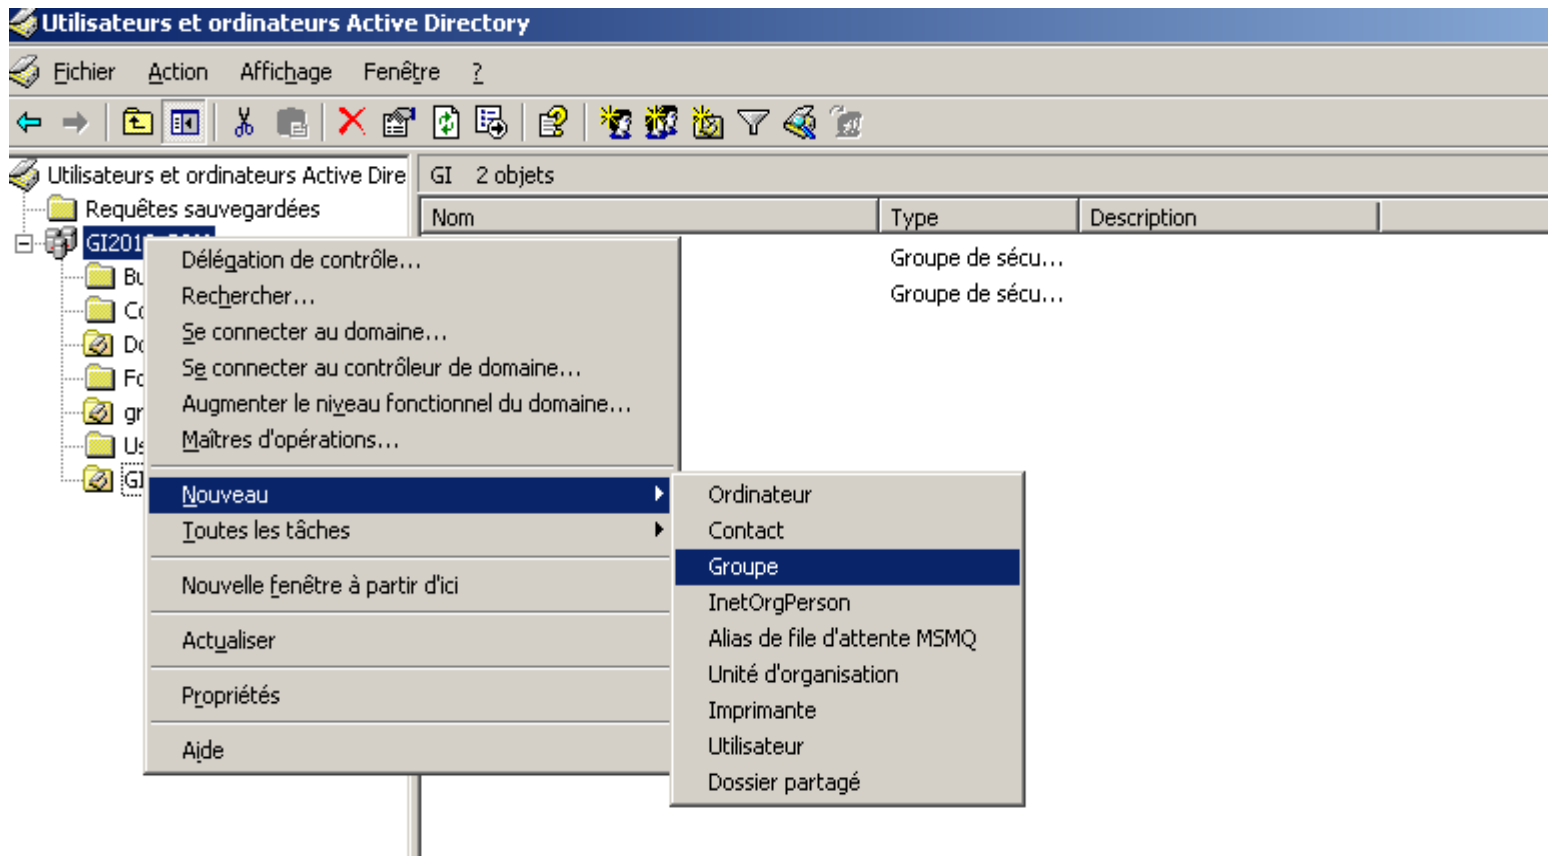 Utilisateurs et ordinateurs Active Directory
Fichier Action Affichage Fenêtre ?
Utilisateurs et ordinateurs Active Dire
GI 2 objets
Requêtes sauvegardées
Nom Type Description
Groupe de sécu...
Groupe de sécu...
Délégation de contrôle...
Rechercher...
Se connecter au domaine...
Se connecter au contrôleur de domaine...
Augmenter le niveau fonctionnel du domaine...
Maîtres d'opérations...
Nouveau
Toutes les tâches
Nouvelle fenêtre à partir d'ici
Actualiser
Propriétés
Aide
Ordinateur
Contact
Groupe
InetOrgPerson
Alias de file d'attente MSMQ
Unité d'organisation
Imprimante
Utilisateur
Dossier partagé